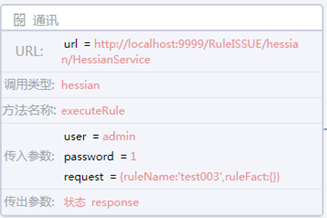 通讯
URL: url = http://localhost:9999/RuleISSUE/hessia
n/HessianService
调用类型: hessian
方法名称: executeRule
user = admin
传入参数: password = 1
request = {ruleName:'test003',ruleFact:{}}
传出参数: 状态 response